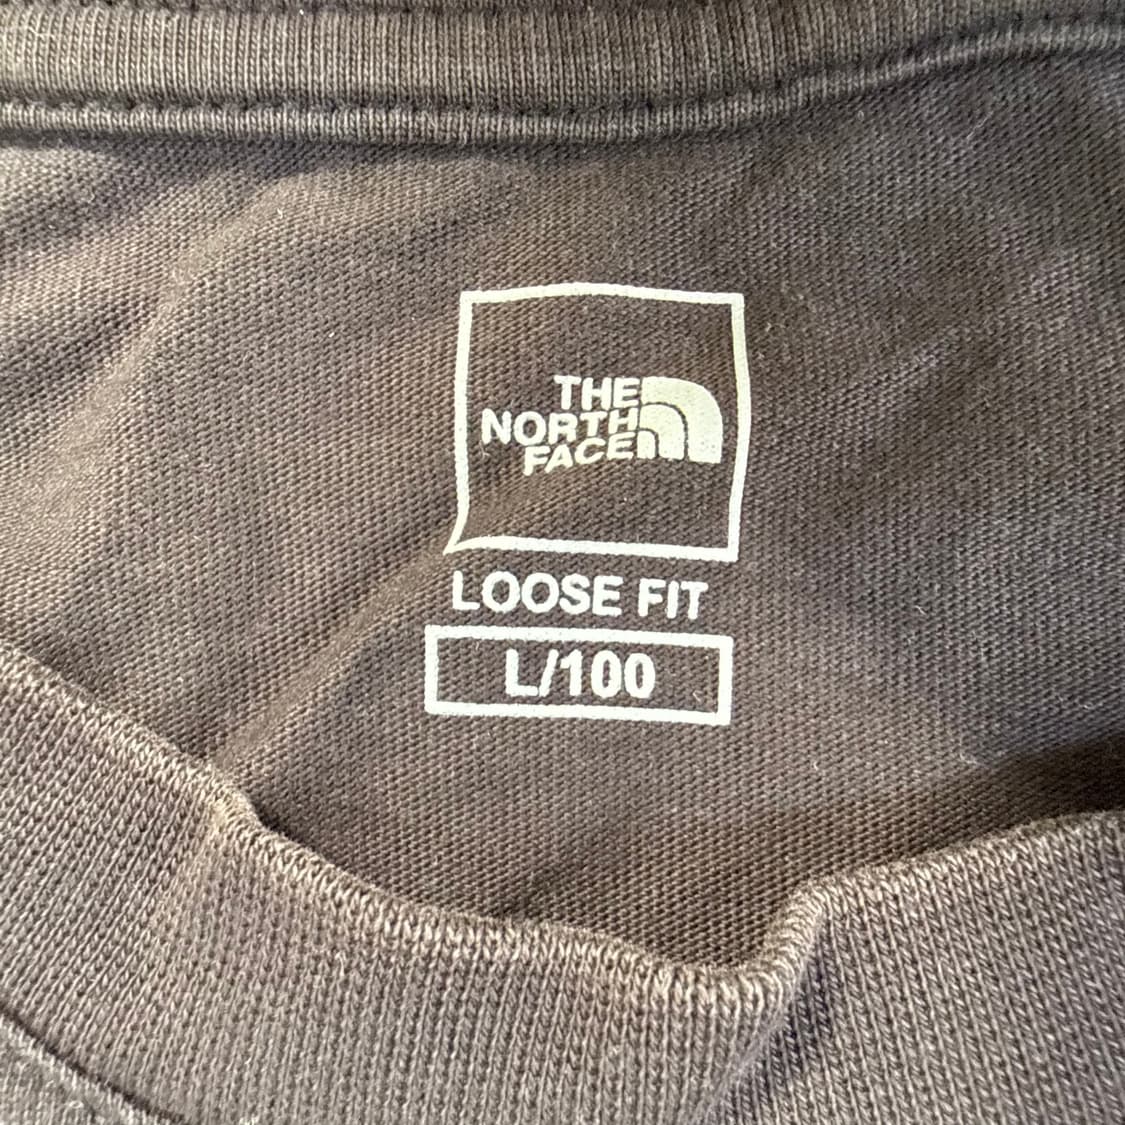 THE
NORTH
FACE
LOOSE FIT
L/100